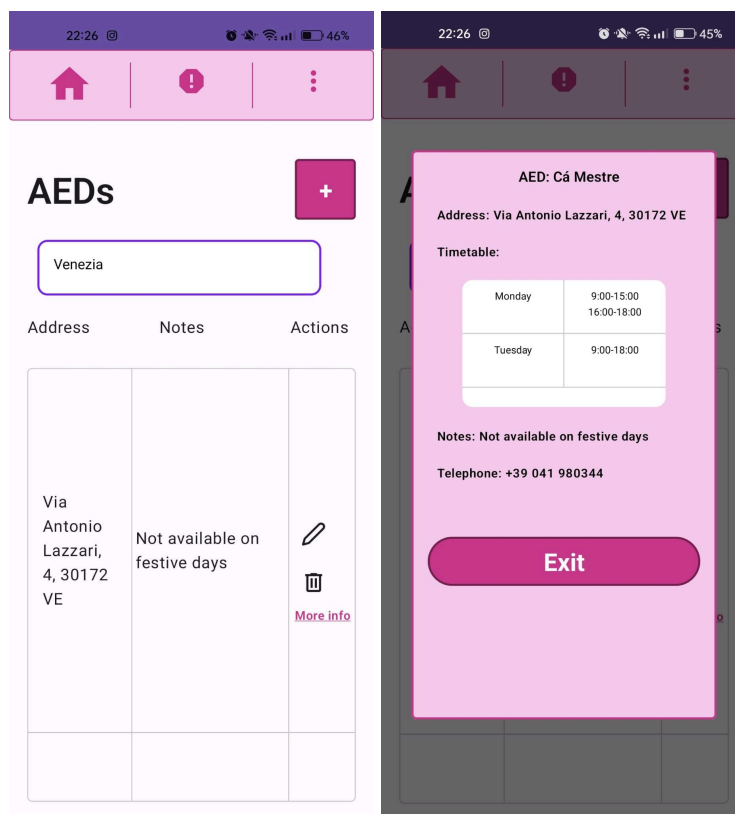 22:26
46%
AEDs
+
Venezia
Address Notes Actions
Via
Antonio
Lazzari,
4, 30172
VE
Not available on
festive days
More info
22:26
45%
AED: Cá Mestre
Address: Via Antonio Lazzari, 4, 30172 VE
Timetable:
Monday 9:00-15:00
16:00-18:00
Tuesday 9:00-18:00
Notes: Not available on festive days
Telephone: +39 041 980344
Exit